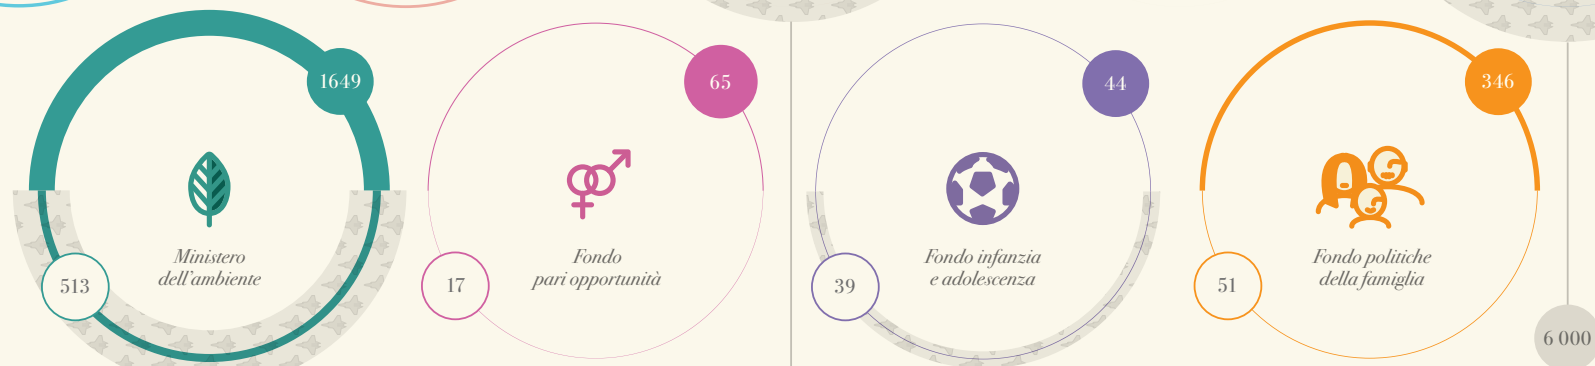 1649
65
44
346
Ministero
dell'ambiente
Fondo
pari opportunità
Fondo infanzia
e adolescenza
Fondo politiche
della famiglia
513
17
39
51
6 000